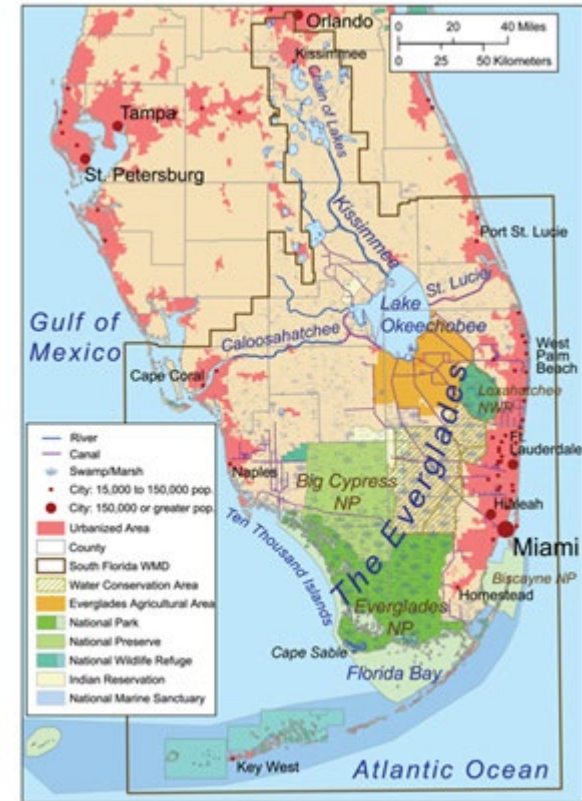 Orlando
Kissimmee
Chain of Lakes
0 20 40 Miles
0 25 50 Kilometers
Tampa
St. Petersburg
Kissimmee
Port St. Lucie
St. Lucie
Lake
Okeechobee
Gulf of
Mexico
Caloosahatchee
Cape Coral
West
Palm
Beach
Loxahatchee
NWR
The Everglades
Ft.
Lauderdale
Naples
Big Cypress
NP
Hialeah
Miami
Ten Thousand Islands
Biscayne NP
Homestead
Everglades
NP
Cape Sable
Florida Bay
Key West
Atlantic Ocean
River
Canal
Swamp/Marsh
City: 15,000 to 150,000 pop.
City: 150,000 or greater pop.
Urbanized Area
County
South Florida WMD
Water Conservation Area
Everglades Agricultural Area
National Park
National Preserve
National Wildlife Refuge
Indian Reservation
National Marine Sanctuary